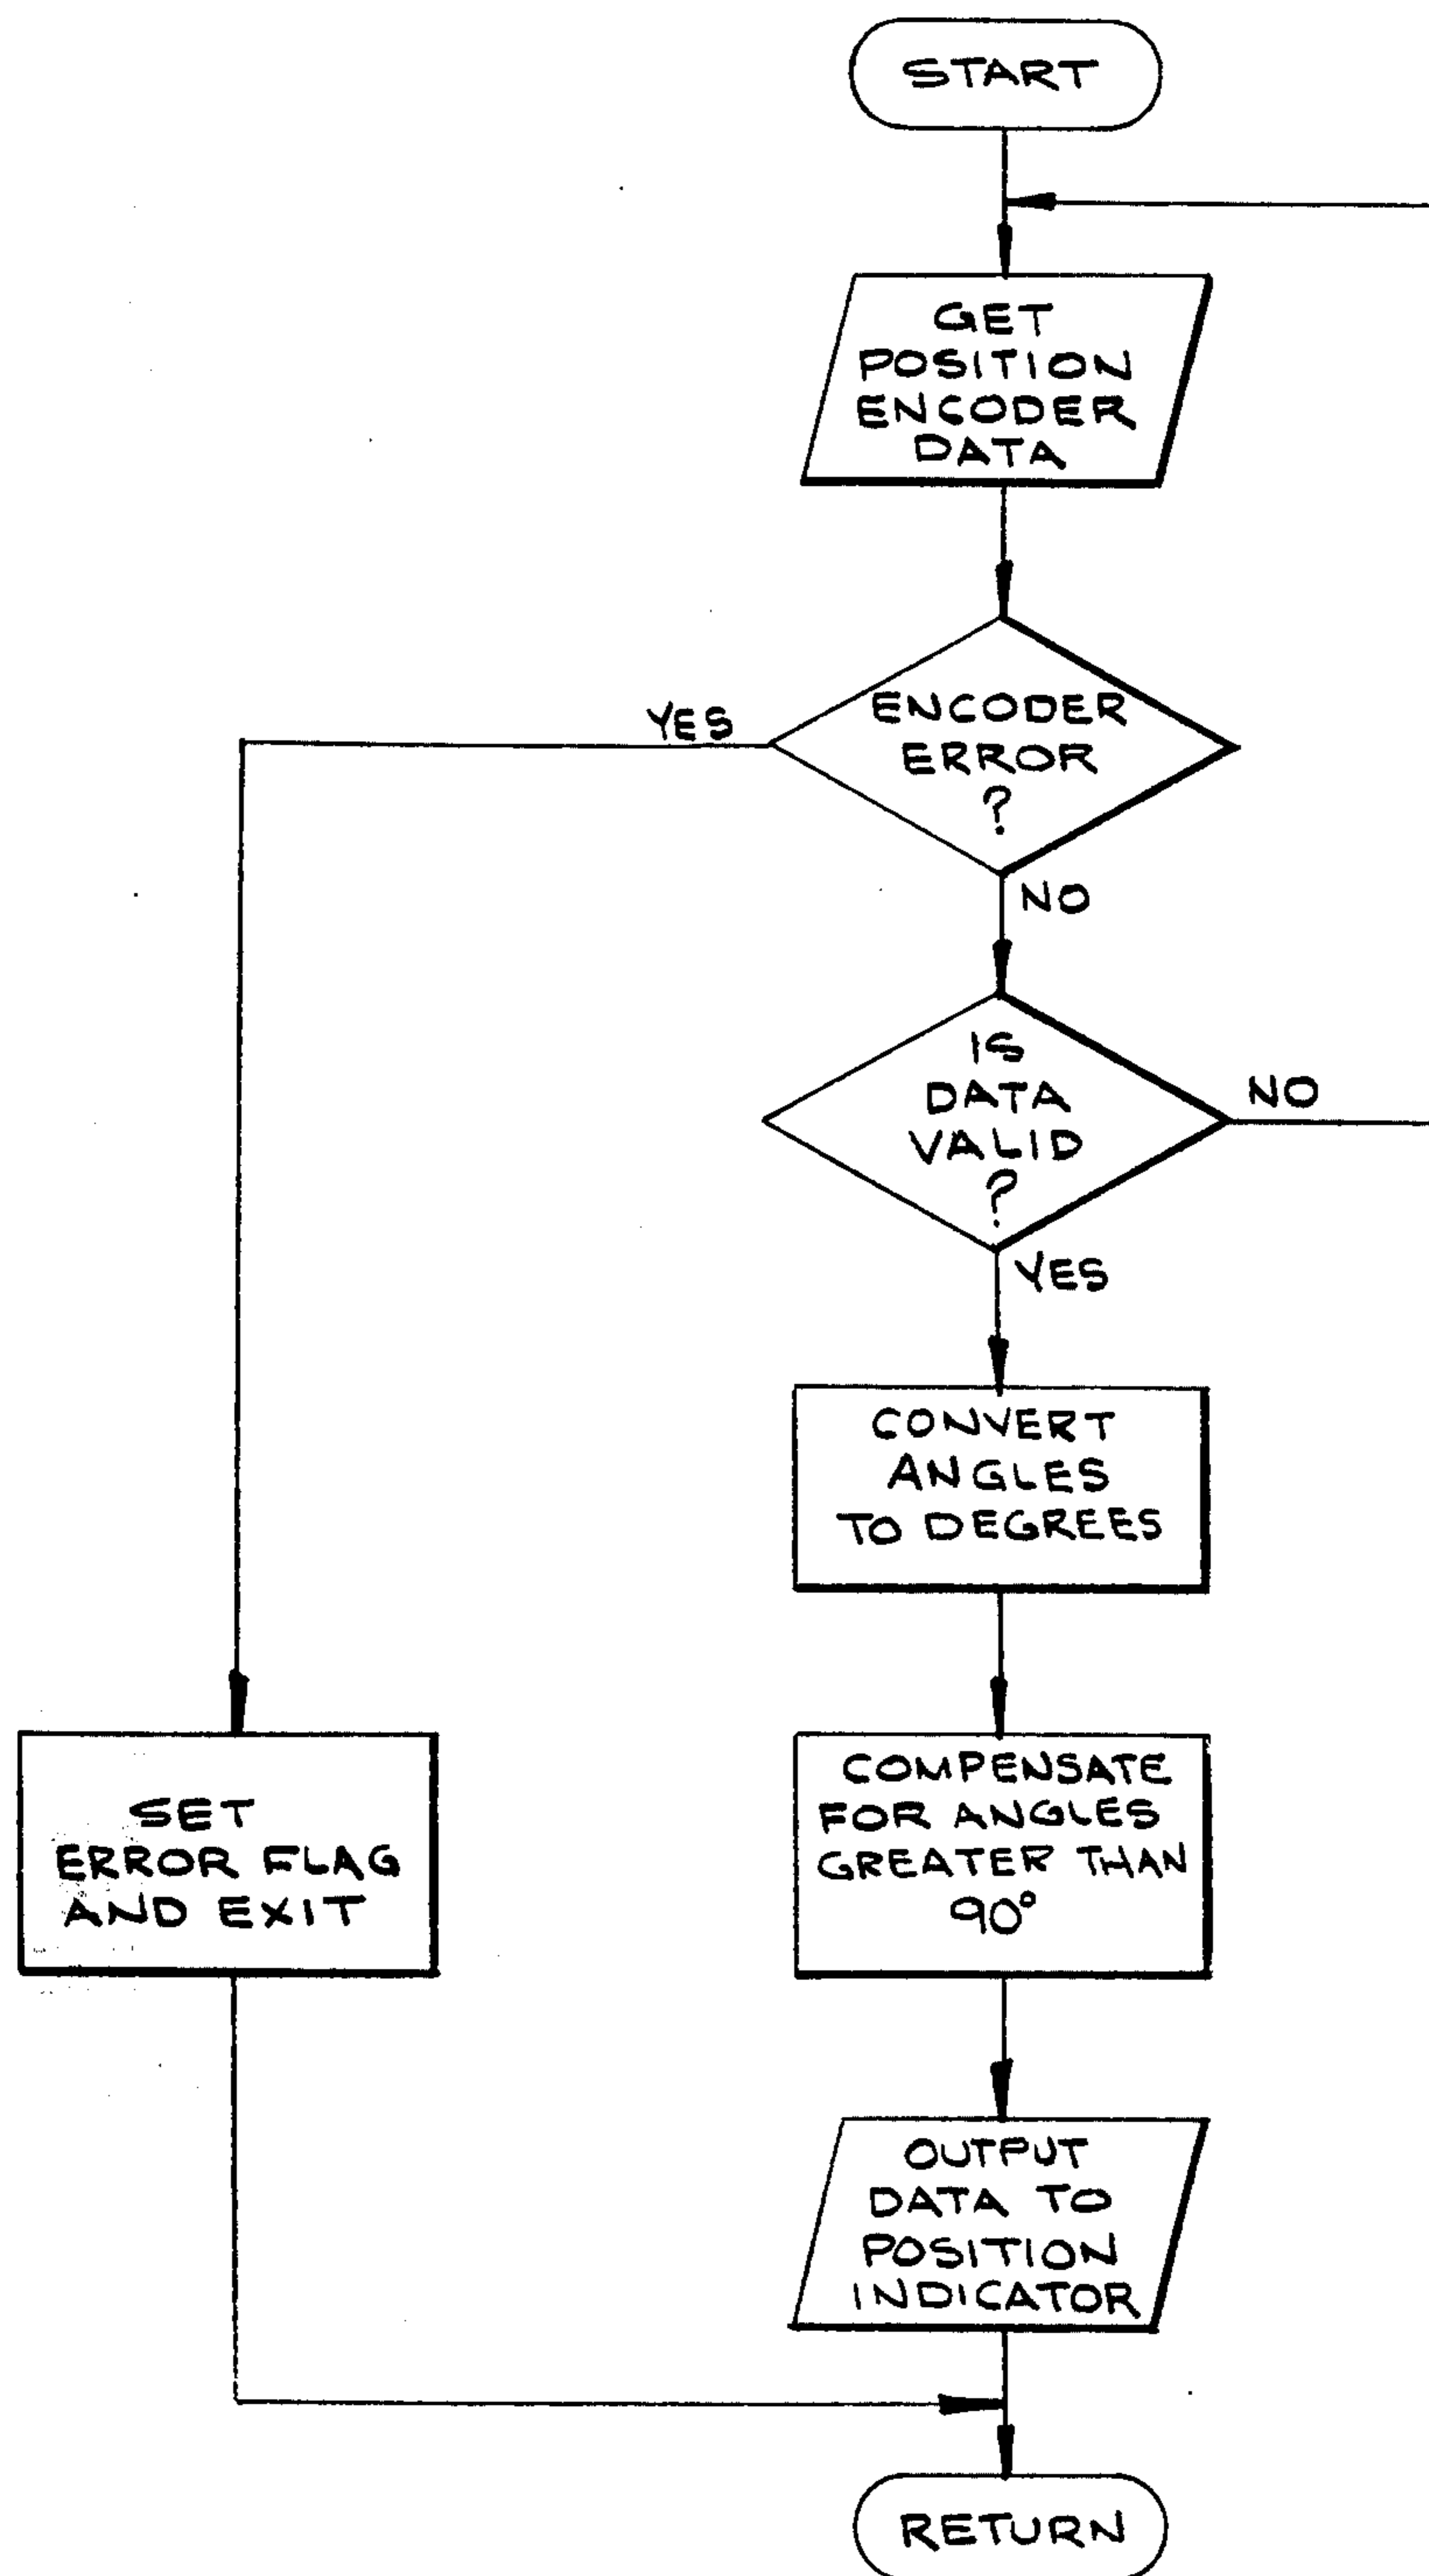 START
GET
POSITION
ENCODER
DATA
YES
ENCODER
ERROR
?
NO
IS
DATA
VALID
?
NO
YES
CONVERT
ANGLES
TO DEGREES
SET
ERROR FLAG
AND EXIT
COMPENSATE
FOR ANGLES
GREATER THAN
90°
OUTPUT
DATA TO
POSITION
INDICATOR
RETURN